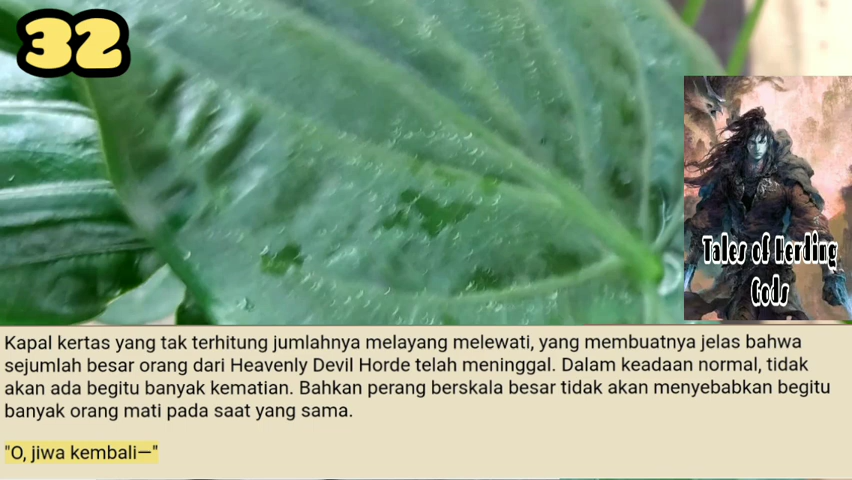 32
Tales of Herding
Gods
Kapal kertas yang tak terhitung jumlahnya melayang melewati, yang membuatnya jelas bahwa
sejumlah besar orang dari Heavenly Devil Horde telah meninggal. Dalam keadaan normal, tidak
akan ada begitu banyak kematian. Bahkan perang berskala besar tidak akan menyebabkan begitu
banyak orang mati pada saat yang sama.
"O, jiwa kembali—"